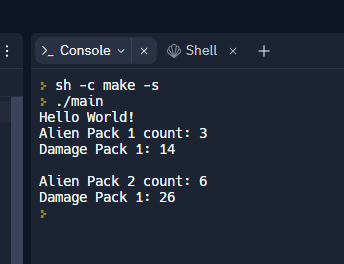 Console
Shell
sh -c make -s
./main
Hello World!
Alien Pack 1 count: 3
Damage Pack 1: 14
Alien Pack 2 count: 6
Damage Pack 1: 26